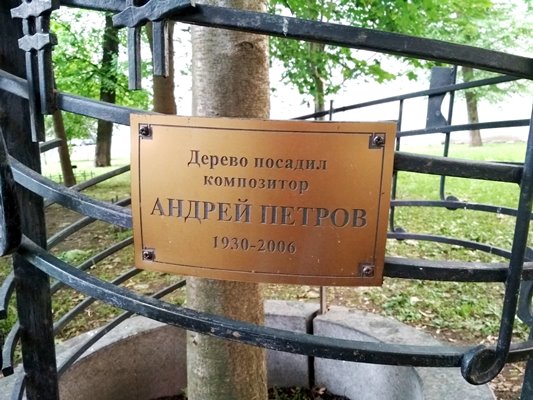 Дерево посадил
композитор
АНДРЕЙ ПЕТРОВ
1930-2006